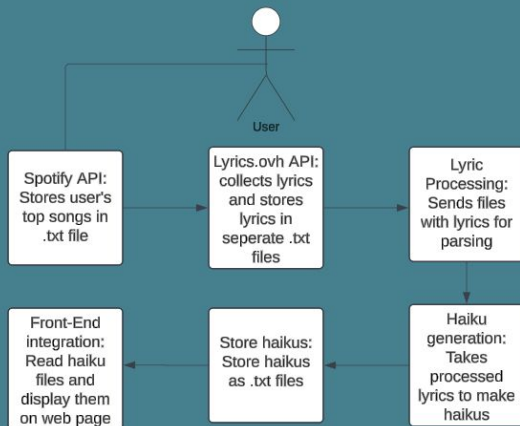 User
Spotify API:
Stores user's
top songs in
.txt file
Lyrics.ovh API:
collects lyrics
and stores
lyrics in
seperate .txt
files
Lyric
Processing:
Sends files
with lyrics for
parsing
Haiku
generation:
Takes
processed
lyrics to make
haikus
Store haikus:
Store haikus
as .txt files
Front-End
integration:
Read haiku
files and
display them
on web page